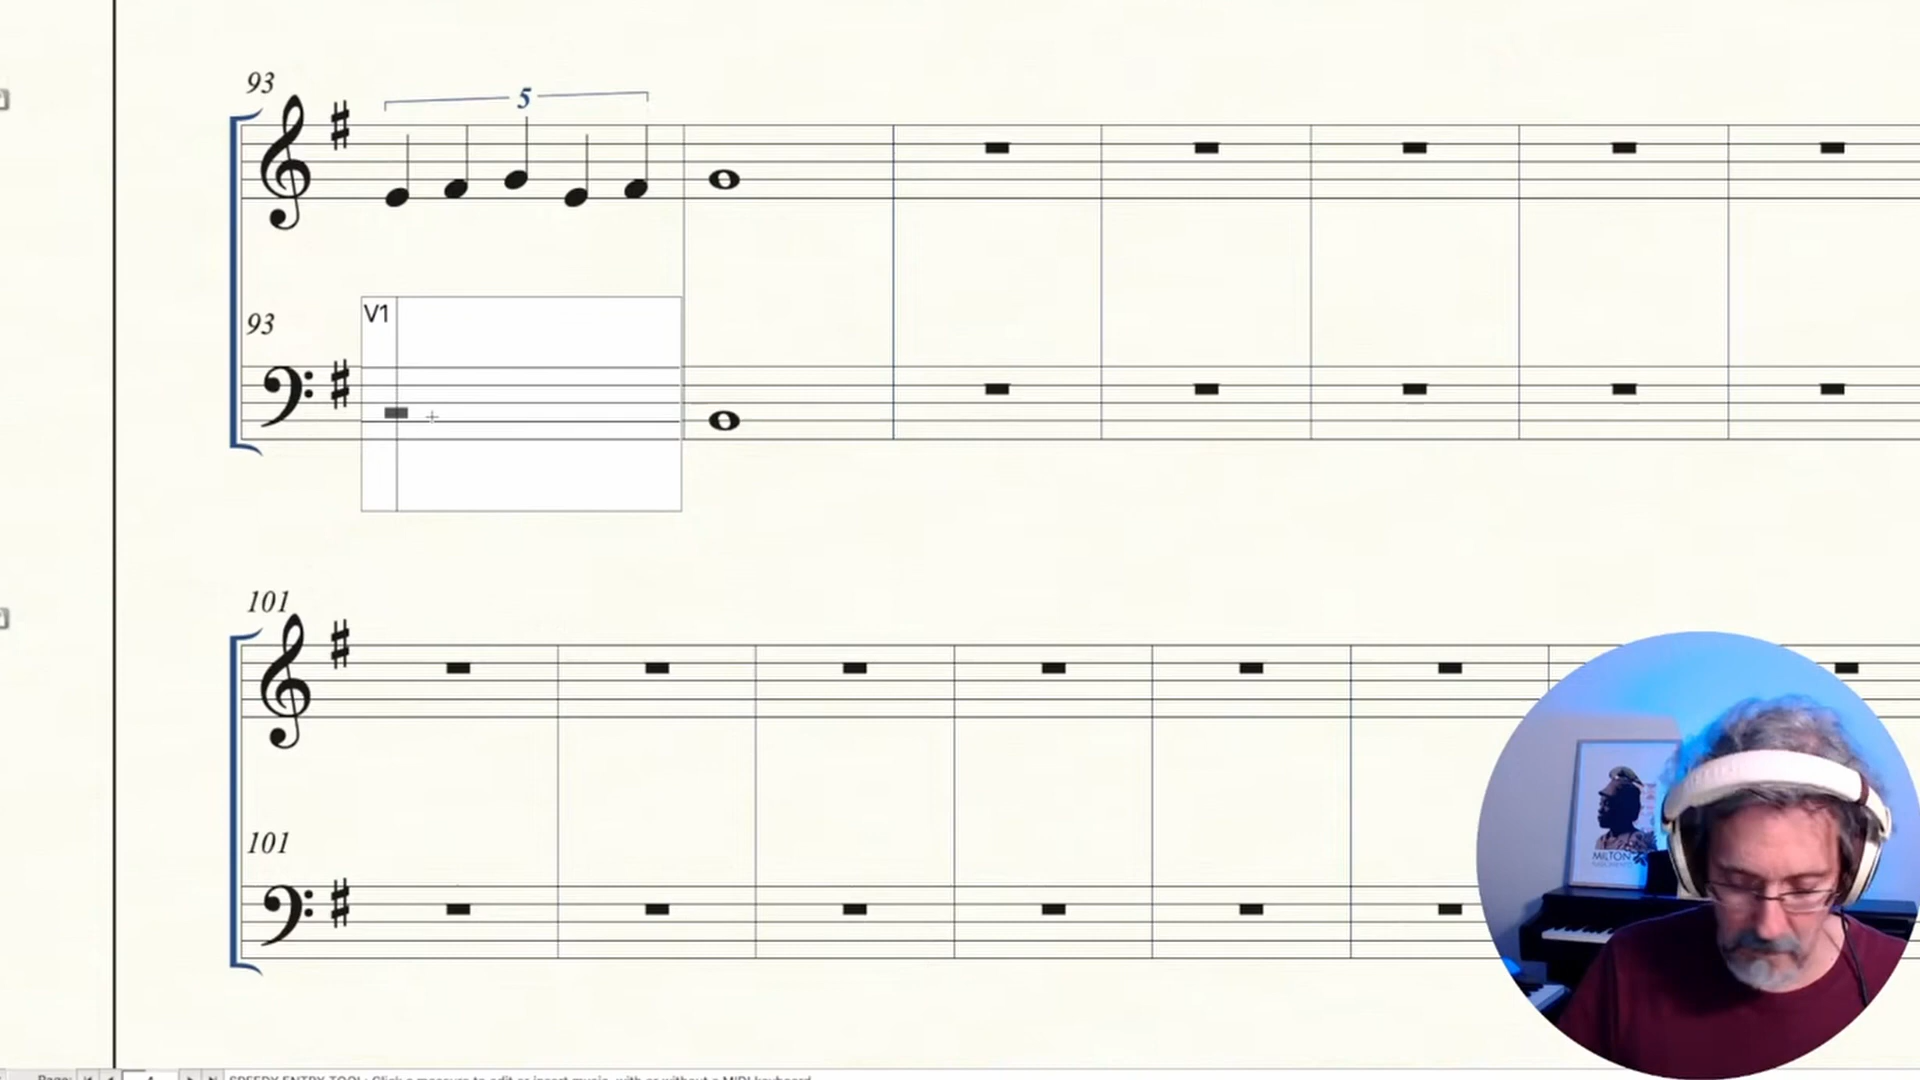 93
5
93
V1
101
101
MILTON
Page:
SPEEDY ENTRY TOOL: Click a measure to edit or insert music, with or without a MIDI keyboard.